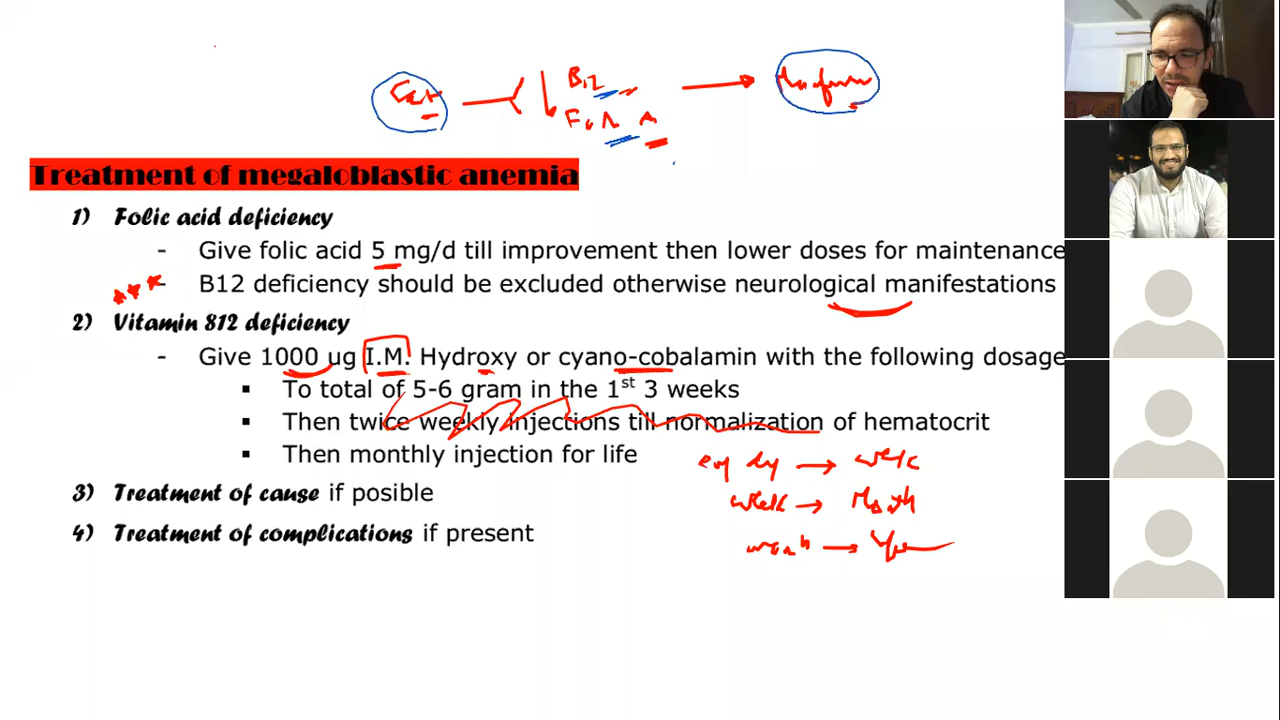 B12
Treatment of megaloblastic anemia
1) Folic acid deficiency
- Give folic acid 5 mg/d till improvement then lower doses for maintenance
- B12 deficiency should be excluded otherwise neurological manifestations
2) Vitamin 812 deficiency
- Give 1000 ug I.M. Hydroxy or cyano-cobalamin with the following dosage
▪ To total of 5-6 gram in the 1st 3 weeks
▪ Then twice weekly injections till normalization of hematocrit
▪ Then monthly injection for life
→ week
week → Month
3) Treatment of cause if posible
4) Treatment of complications if present